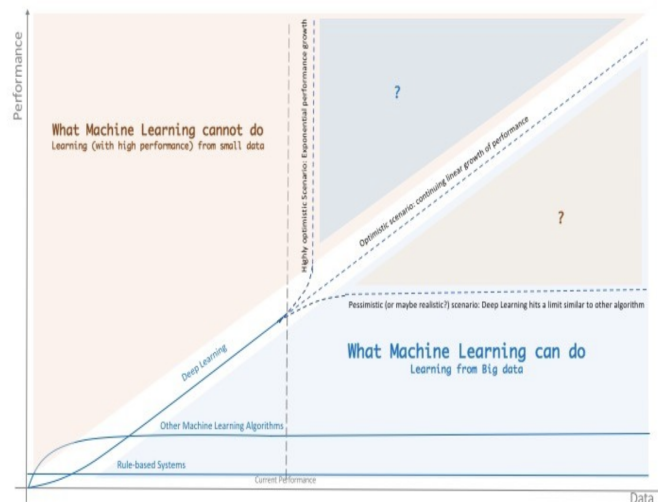 Performance
What Machine Learning cannot do
Learning (with high performance) from small data
Highly optimistic Scenario: Exponential performance growth
?
Optimistic scenario: continuing linear growth of performance
?
Pessimistic (or maybe realistic?) scenario: Deep Learning hits a limit similar to other algorithm
What Machine Learning can do
Learning from Big data
Deep Learning
Other Machine Learning Algorithms
Rule-based Systems
Current Performance
Data